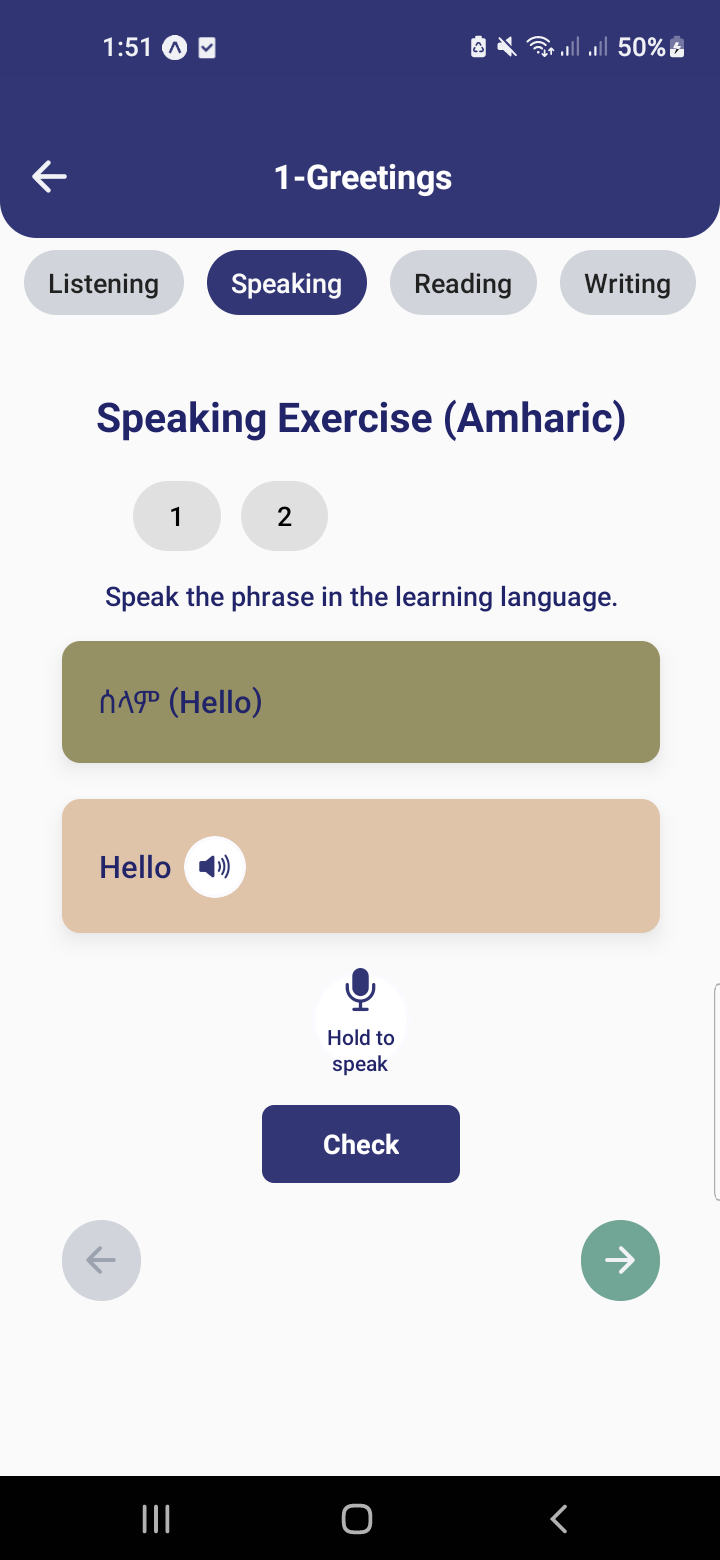 1:51 50%
1-Greetings
Listening Speaking Reading Writing
Speaking Exercise (Amharic)
1 2
Speak the phrase in the learning language.
ሰላም (Hello)
Hello
Hold to
speak
Check